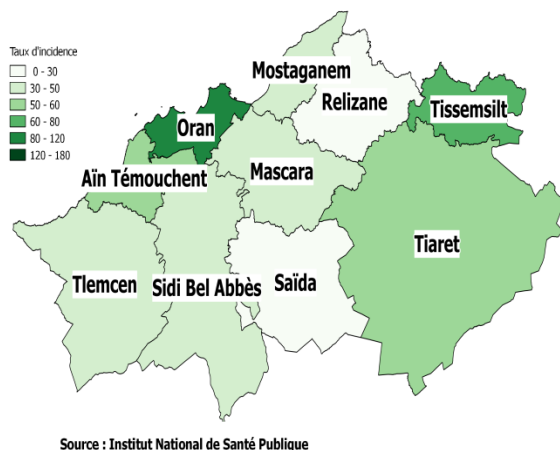 Taux d'incidence
0 - 30
30 - 50
50 - 60
60 - 80
80 - 120
120 - 180
Mostaganem
Relizane
Tissemsilt
Oran
Aïn Témouchent
Mascara
Tiaret
Tlemcen
Sidi Bel Abbès
Saïda
Source : Institut National de Santé Publique